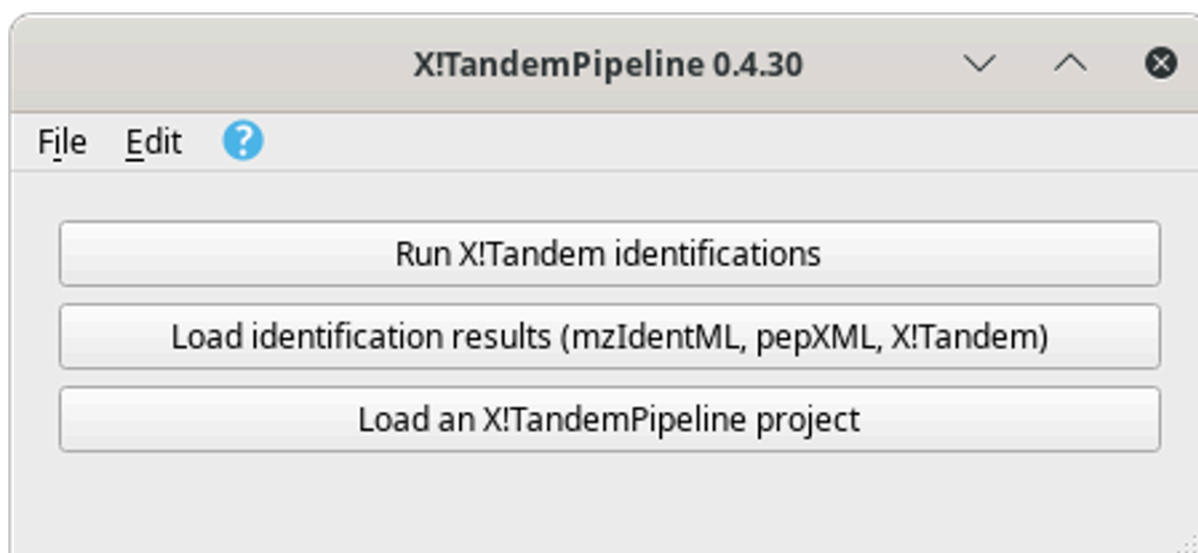 X!TandemPipeline 0.4.30
File Edit ?
Run X!Tandem identifications
Load identification results (mzIdentML, pepXML, X!Tandem)
Load an X!TandemPipeline project